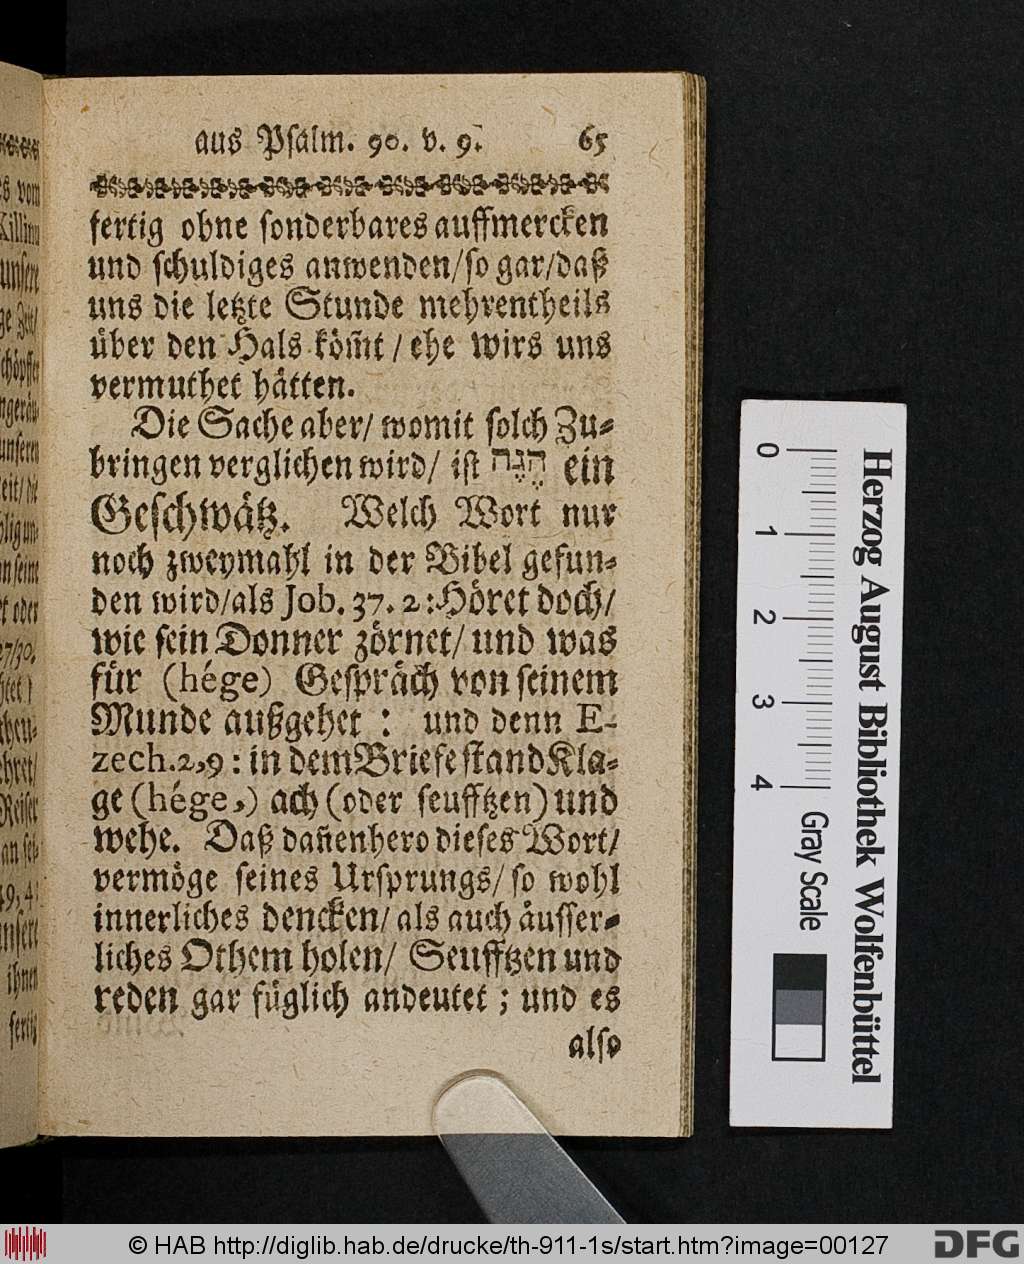 aus Psalm. 90. v. 9. 65
fertig ohne sonderbares auffmercken
und schuldiges anwenden/so gar/daß
uns die letzte Stunde mehrentheils
über den Halsköm̃t / ehe wirs uns
vermuthet hätten.
Die Sache aber/ womit solch Zu-
bringen verglichen wird/ ist הֶגֶה ein
Geschwätz. Welch Wort nur
noch zweymahl in der Bibel gefun-
den wird/als Job. 37. 2 : Höret doch/
wie sein Donner zörnet/ und was
für (hége) Gespräch von seinem
Munde außgehet : und denn E-
zech.2,9 : in dem Briefe stand Kla-
ge (hége,) ach (oder seufftzen) und
wehe. Daß dañenhero dieses Wort/
vermöge seines Ursprungs/ so wohl
innerliches dencken/ als auch äusser-
liches Othem holen/ Seufftzen und
reden gar füglich andeutet ; und es
also
Herzog August Bibliothek Wolfenbüttel
0 1 2 3 4 Gray Scale
© HAB http://diglib.hab.de/drucke/th-911-1s/start.htm?image=00127
DFG